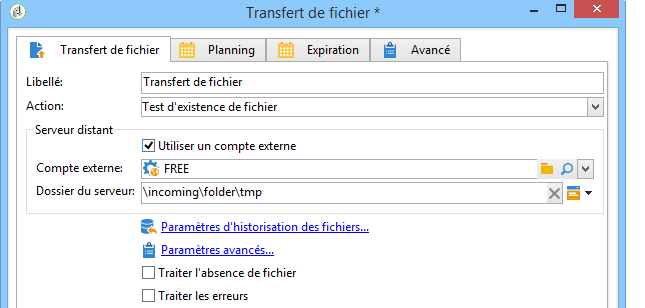 Transfert de fichier *
Transfert de fichier Planning Expiration Avancé
Libellé: Transfert de fichier
Action: Test d'existence de fichier
Serveur distant
Utiliser un compte externe
Compte externe: FREE
Dossier du serveur: \incoming\folder\tmp
Paramètres d'historisation des fichiers...
Paramètres avancés...
Traiter l'absence de fichier
Traiter les erreurs